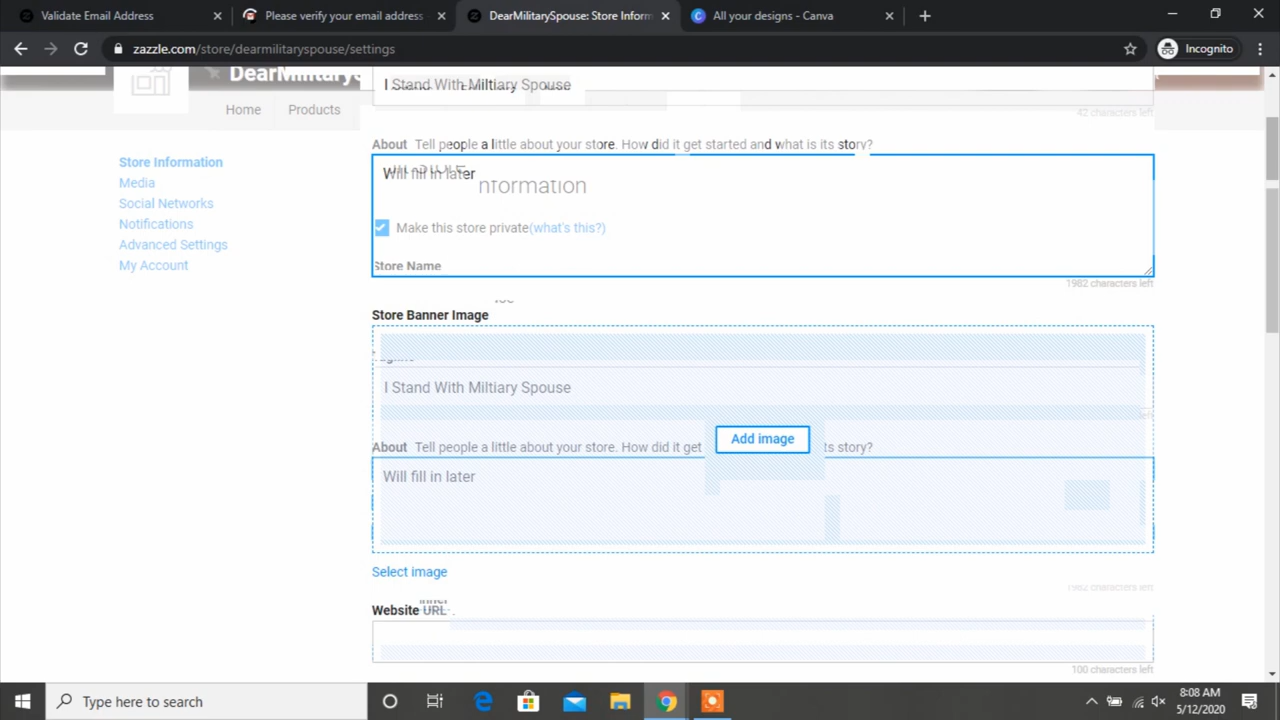 Validate Email Address
Please verify your email address
DearMilitarySpouse: Store Inform
All your designs - Canva
zazzle.com/store/dearmilitaryspouse/settings
Incognito
DearMilitaryS
I Stand With Miltiary Spouse
42 characters left
Home
Products
About Tell people a little about your store. How did it get started and what is its story?
Store Information
Will fill in later
nformation
Media
Social Networks
Notifications
Make this store private(what's this?)
Advanced Settings
My Account
Store Name
1982 characters left
Store Banner Image
I Stand With Miltiary Spouse
Add image
About Tell people a little about your store. How did it get its story?
Will fill in later
Select image
1982 characters left
Website URL
100 characters left
Type here to search
8:08 AM
5/12/2020